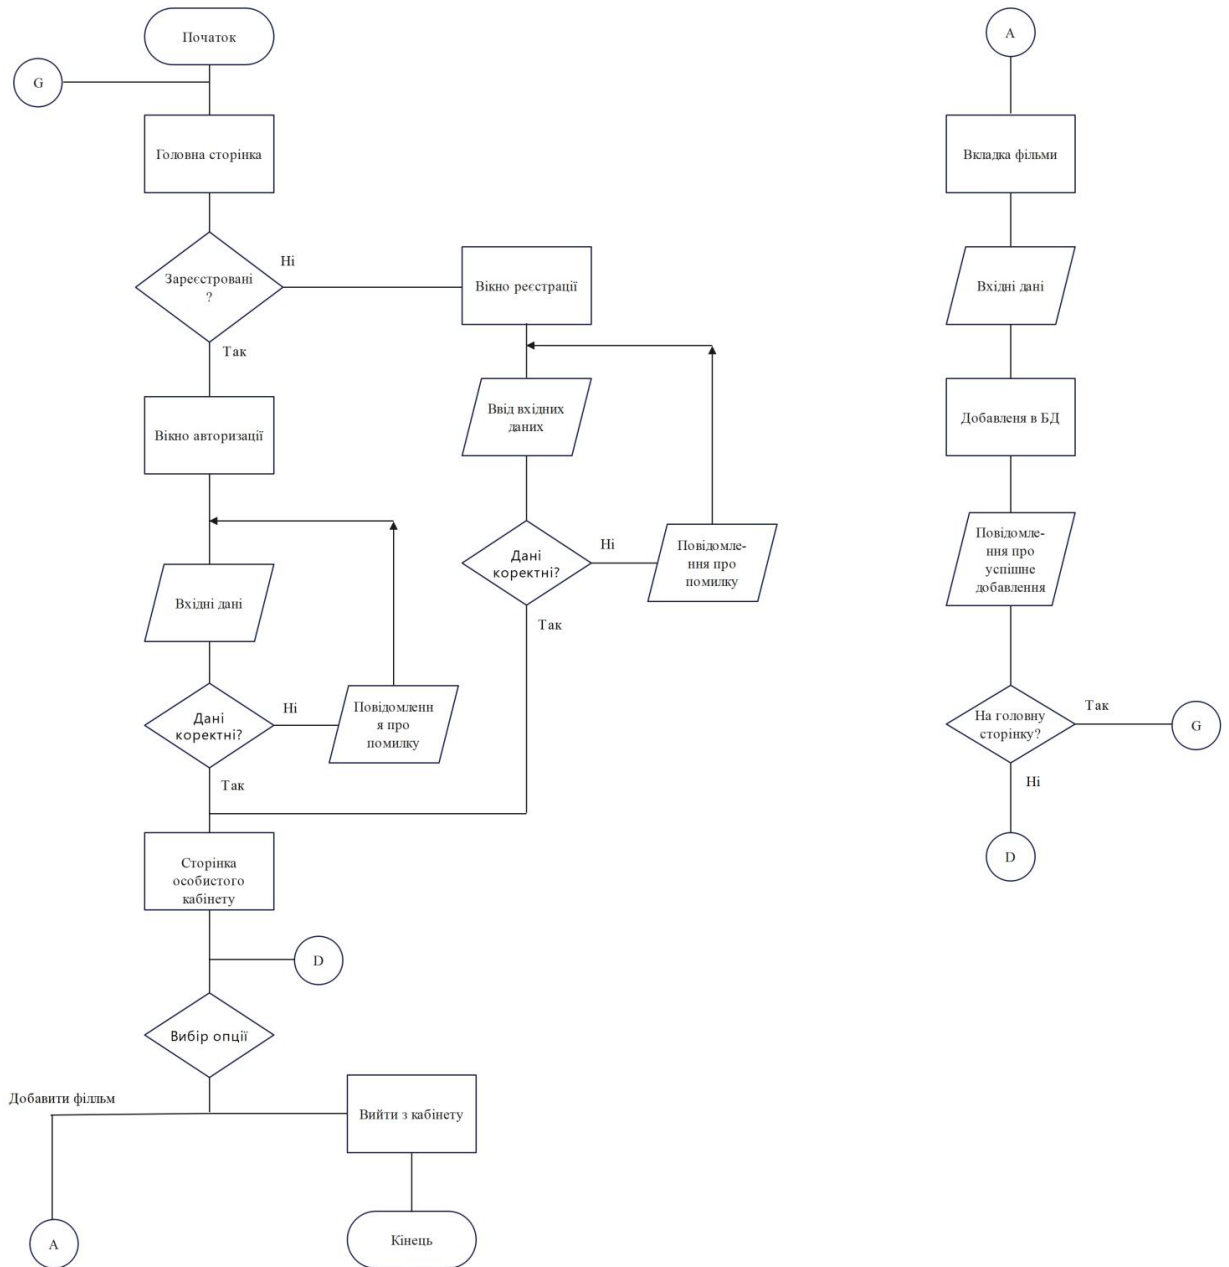 Початок
G
Головна сторінка
Зареєстровані
?
Ні
Вікно реєстрації
Так
Ввід вхідних
даних
Вікно авторизації
Дані
коректні?
Ні
Повідомле-
ння про
помилку
Вхідні дані
Так
Дані
коректні?
Ні
Повідомленн
я про
помилку
Так
Сторінка
особистого
кабінету
D
Вибір опції
Добавити філльм
Вийти з кабінету
A
Кінець
A
Вкладка фільми
Вхідні дані
Добавленя в БД
Повідомле-
ння про
успішне
добавлення
На головну
сторінку?
Так
G
Ні
D